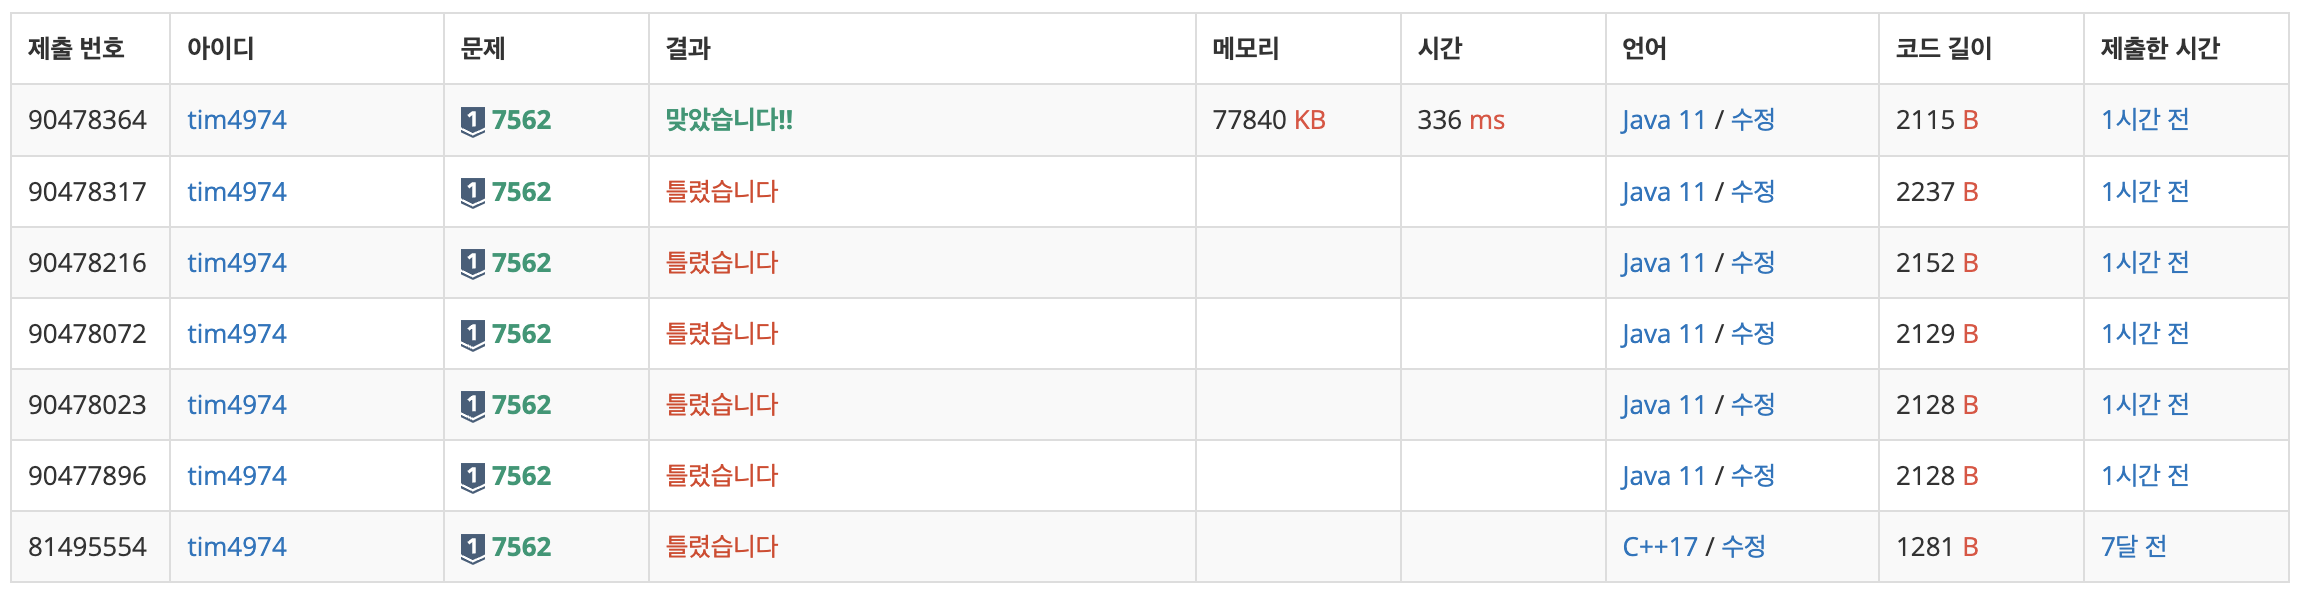 제출 번호 아이디 문제 결과 메모리 시간 언어 코드 길이 제출한 시간
90478364 tim4974 1 7562 맞았습니다!! 77840 KB 336 ms Java 11 / 수정 2115 B 1시간 전
90478317 tim4974 1 7562 틀렸습니다 Java 11 / 수정 2237 B 1시간 전
90478216 tim4974 1 7562 틀렸습니다 Java 11 / 수정 2152 B 1시간 전
90478072 tim4974 1 7562 틀렸습니다 Java 11 / 수정 2129 B 1시간 전
90478023 tim4974 1 7562 틀렸습니다 Java 11 / 수정 2128 B 1시간 전
90477896 tim4974 1 7562 틀렸습니다 Java 11 / 수정 2128 B 1시간 전
81495554 tim4974 1 7562 틀렸습니다 C++17 / 수정 1281 B 7달 전